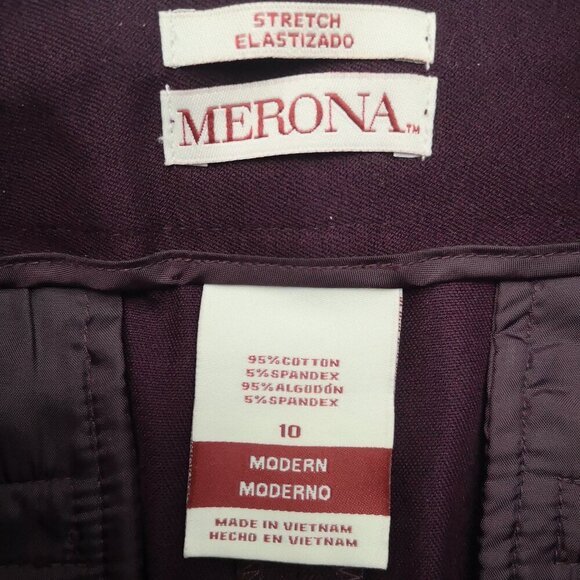 STRETCH
ELASTIZADO
MERONA™
95% COTTON
5% SPANDEX
95% ALGODÓN
5% SPANDEX
10
MODERN
MODERNO
MADE IN VIETNAM
HECHO EN VIETNAM